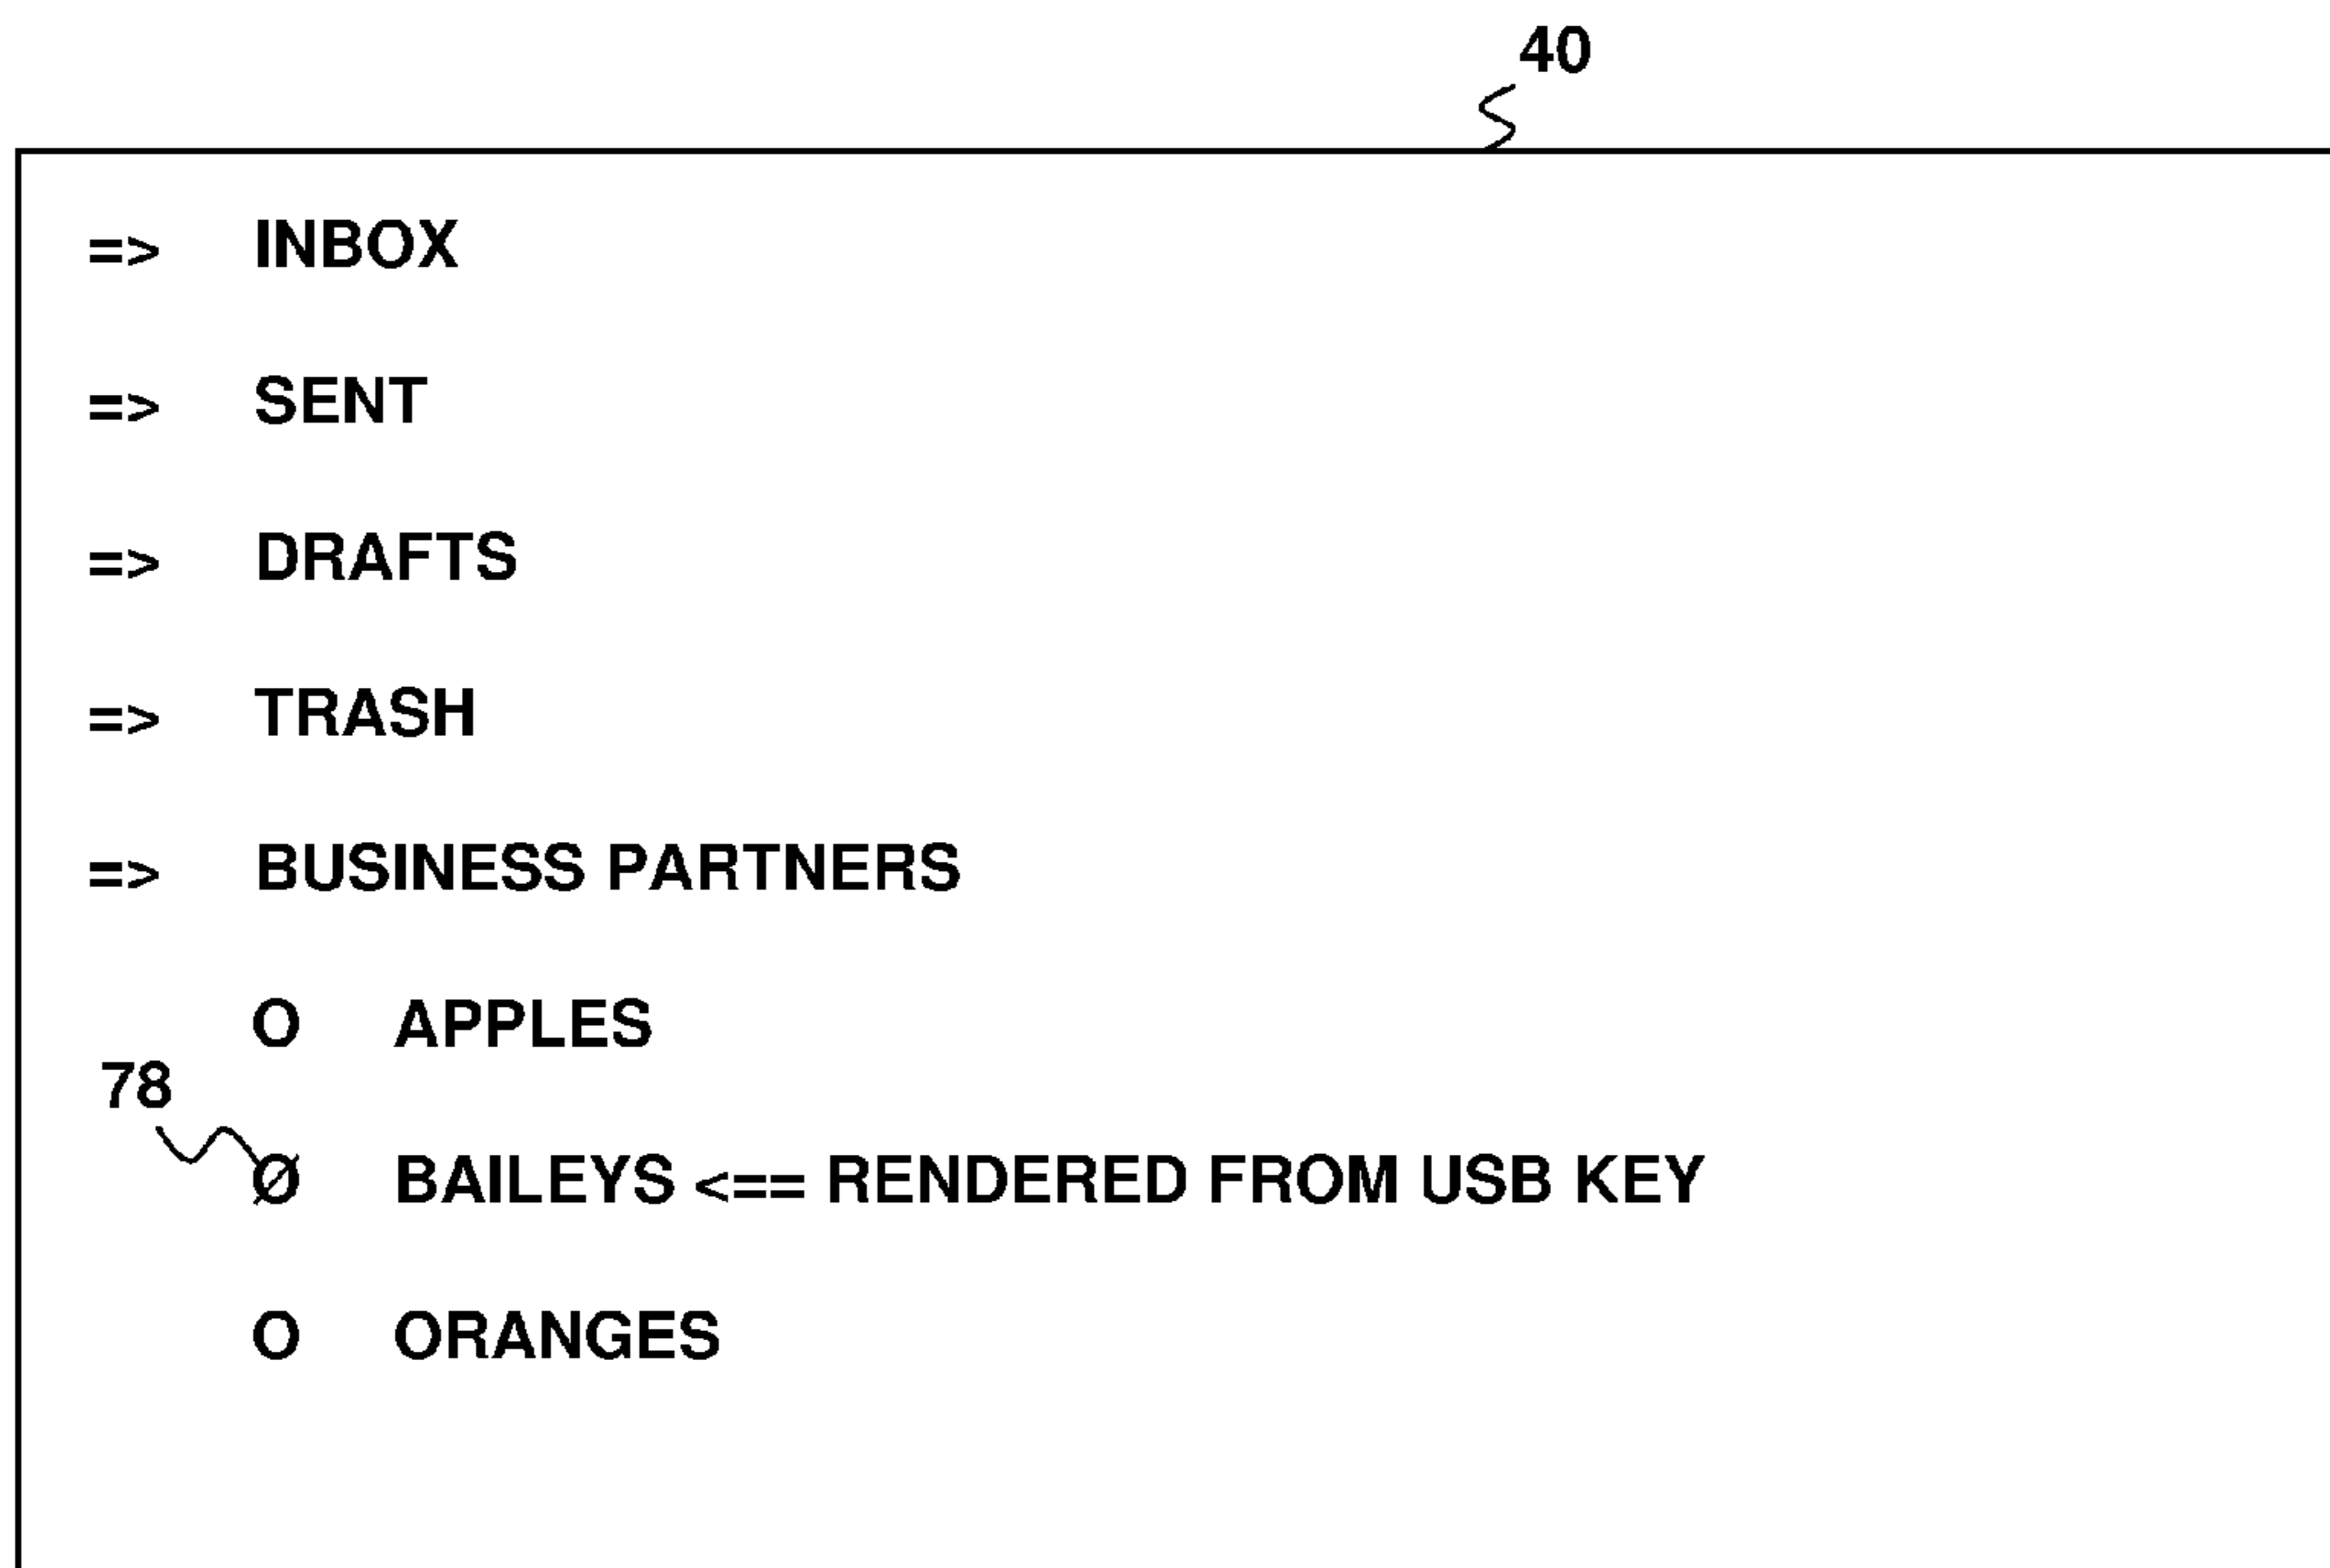 40
=> INBOX
=> SENT
=> DRAFTS
=> TRASH
=> BUSINESS PARTNERS
O APPLES
78
Ø BAILEYS <== RENDERED FROM USB KEY
O ORANGES